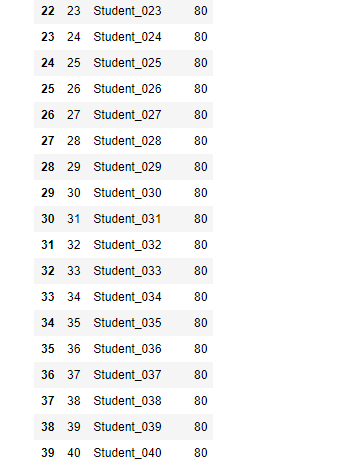 22 23 Student_023 80
23 24 Student_024 80
24 25 Student_025 80
25 26 Student_026 80
26 27 Student_027 80
27 28 Student_028 80
28 29 Student_029 80
29 30 Student_030 80
30 31 Student_031 80
31 32 Student_032 80
32 33 Student_033 80
33 34 Student_034 80
34 35 Student_035 80
35 36 Student_036 80
36 37 Student_037 80
37 38 Student_038 80
38 39 Student_039 80
39 40 Student_040 80